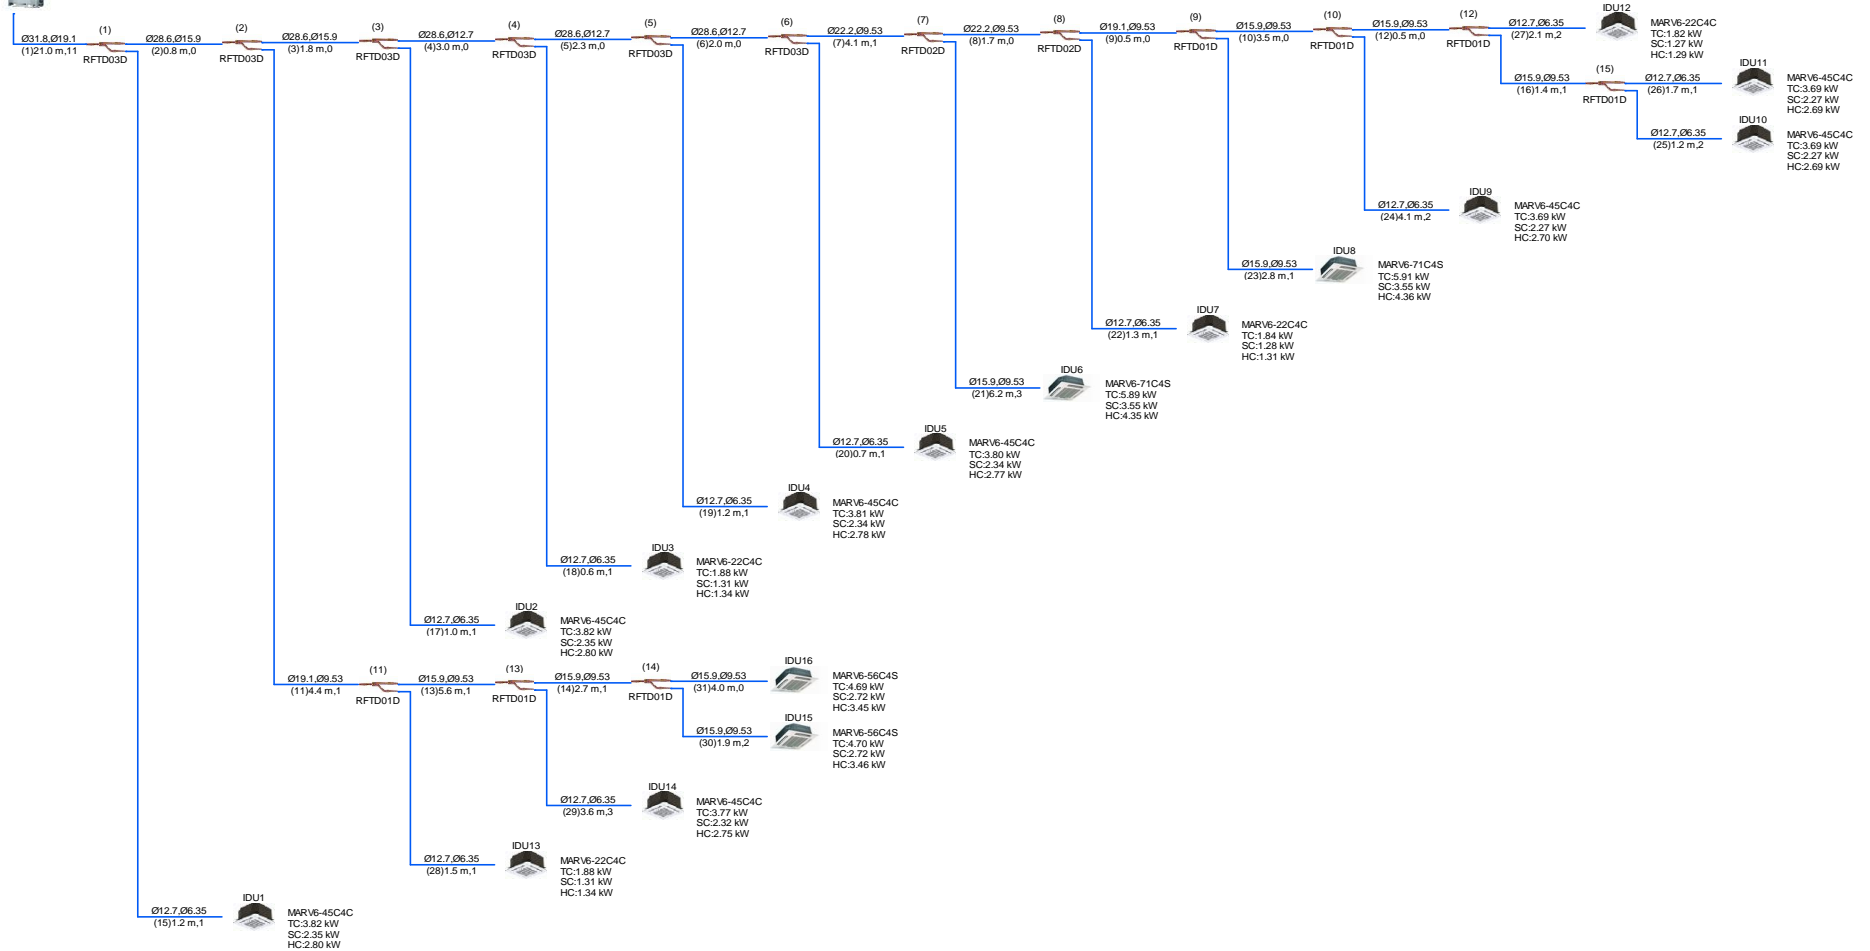 Ø31.8,Ø19.1
(1)21.0 m,11
(1)
RFTD03D
Ø28.6,Ø15.9
(2)0.8 m,0
(2)
RFTD03D
Ø28.6,Ø15.9
(3)1.8 m,0
(3)
RFTD03D
Ø28.6,Ø12.7
(4)3.0 m,0
(4)
RFTD03D
Ø28.6,Ø12.7
(5)2.3 m,0
(5)
RFTD03D
Ø28.6,Ø12.7
(6)2.0 m,0
(6)
RFTD03D
Ø22.2,Ø9.53
(7)4.1 m,1
(7)
RFTD02D
Ø22.2,Ø9.53
(8)1.7 m,0
(8)
RFTD02D
Ø19.1,Ø9.53
(9)0.5 m,0
(9)
RFTD01D
Ø15.9,Ø9.53
(10)3.5 m,0
(10)
RFTD01D
Ø15.9,Ø9.53
(12)0.5 m,0
(12)
RFTD01D
Ø12.7,Ø6.35
(27)2.1 m,2
IDU12
MARV6-22C4C
TC:1.82 kW
SC:1.27 kW
HC:1.29 kW
Ø15.9,Ø9.53
(16)1.4 m,1
(15)
RFTD01D
Ø12.7,Ø6.35
(26)1.7 m,1
IDU11
MARV6-45C4C
TC:3.69 kW
SC:2.27 kW
HC:2.69 kW
Ø12.7,Ø6.35
(25)1.2 m,2
IDU10
MARV6-45C4C
TC:3.69 kW
SC:2.27 kW
HC:2.69 kW
Ø12.7,Ø6.35
(24)4.1 m,2
IDU9
MARV6-45C4C
TC:3.69 kW
SC:2.27 kW
HC:2.70 kW
Ø15.9,Ø9.53
(23)2.8 m,1
IDU8
MARV6-71C4S
TC:5.91 kW
SC:3.55 kW
HC:4.36 kW
Ø12.7,Ø6.35
(22)1.3 m,1
IDU7
MARV6-22C4C
TC:1.84 kW
SC:1.28 kW
HC:1.31 kW
Ø15.9,Ø9.53
(21)6.2 m,3
IDU6
MARV6-71C4S
TC:5.89 kW
SC:3.55 kW
HC:4.35 kW
Ø12.7,Ø6.35
(20)0.7 m,1
IDU5
MARV6-45C4C
TC:3.80 kW
SC:2.34 kW
HC:2.77 kW
Ø12.7,Ø6.35
(19)1.2 m,1
IDU4
MARV6-45C4C
TC:3.81 kW
SC:2.34 kW
HC:2.78 kW
Ø12.7,Ø6.35
(18)0.6 m,1
IDU3
MARV6-22C4C
TC:1.88 kW
SC:1.31 kW
HC:1.34 kW
Ø12.7,Ø6.35
(17)1.0 m,1
IDU2
MARV6-45C4C
TC:3.82 kW
SC:2.35 kW
HC:2.80 kW
Ø19.1,Ø9.53
(11)4.4 m,1
(11)
RFTD01D
Ø15.9,Ø9.53
(13)5.6 m,1
(13)
RFTD01D
Ø15.9,Ø9.53
(14)2.7 m,1
(14)
RFTD01D
Ø15.9,Ø9.53
(31)4.0 m,0
IDU16
MARV6-56C4S
TC:4.69 kW
SC:2.72 kW
HC:3.45 kW
Ø15.9,Ø9.53
(30)1.9 m,2
IDU15
MARV6-56C4S
TC:4.70 kW
SC:2.72 kW
HC:3.46 kW
Ø12.7,Ø6.35
(29)3.6 m,3
IDU14
MARV6-45C4C
TC:3.77 kW
SC:2.32 kW
HC:2.75 kW
Ø12.7,Ø6.35
(28)1.5 m,1
IDU13
MARV6-22C4C
TC:1.88 kW
SC:1.31 kW
HC:1.34 kW
Ø12.7,Ø6.35
(15)1.2 m,1
IDU1
MARV6-45C4C
TC:3.82 kW
SC:2.35 kW
HC:2.80 kW